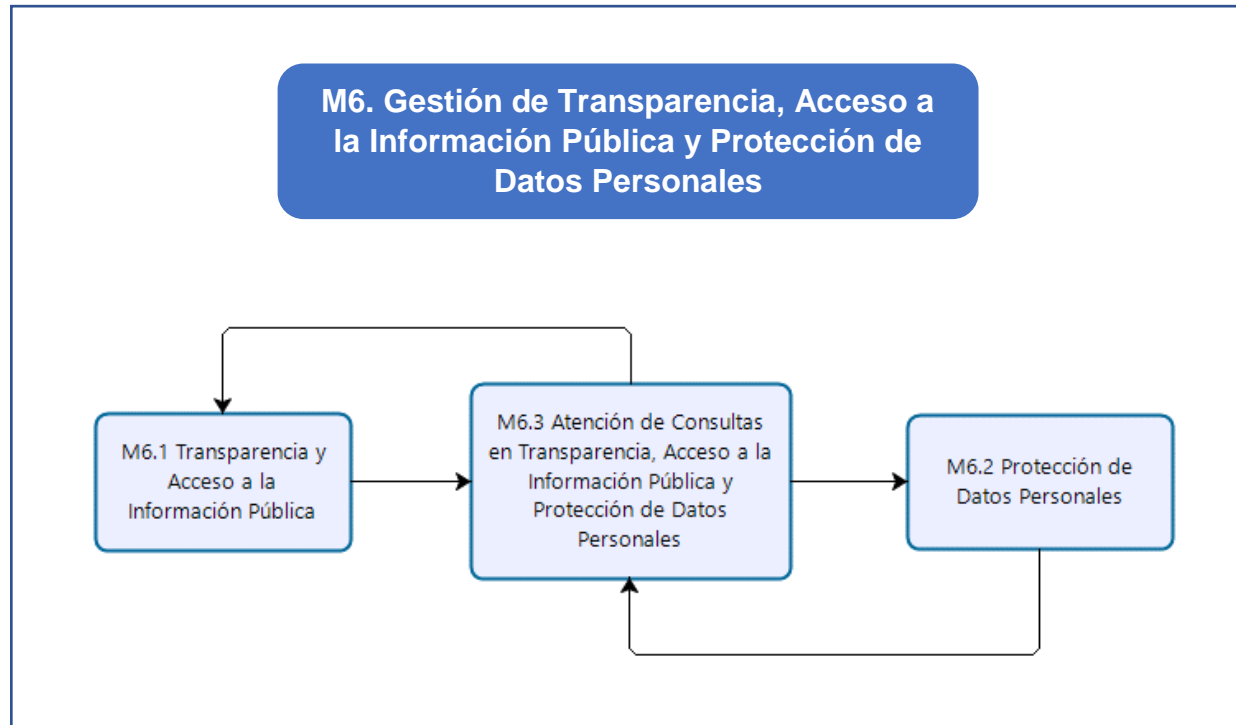 M6. Gestión de Transparencia, Acceso a
la Información Pública y Protección de
Datos Personales
M6.1 Transparencia y
Acceso a la
Información Pública
M6.3 Atención de Consultas
en Transparencia, Acceso a la
Información Pública y
Protección de Datos
Personales
M6.2 Protección de
Datos Personales